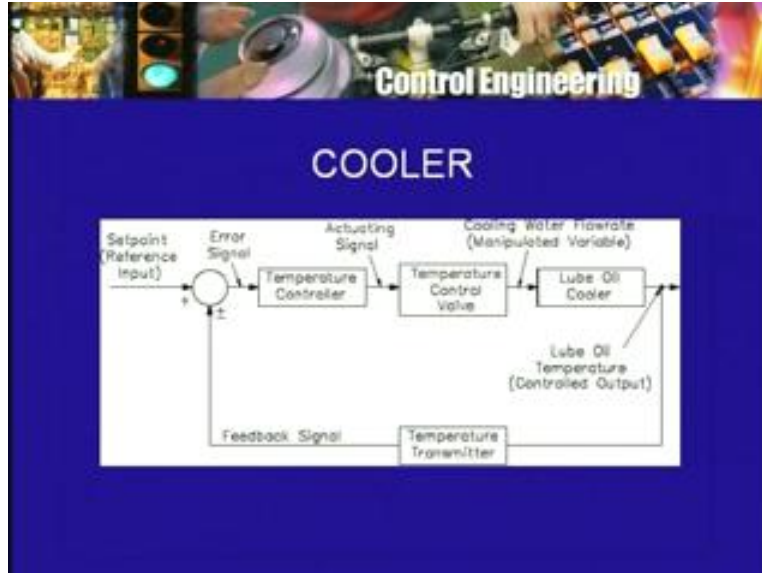 Control Engineering
COOLER
Setpoint
(Reference
Input)
Error
Signal
Actuating
Signal
Cooling Water Flowrate
(Manipulated Variable)
+
±
Temperature
Controller
Temperature
Control
Valve
Lube Oil
Cooler
Lube Oil
Temperature
(Controlled Output)
Feedback Signal
Temperature
Transmitter